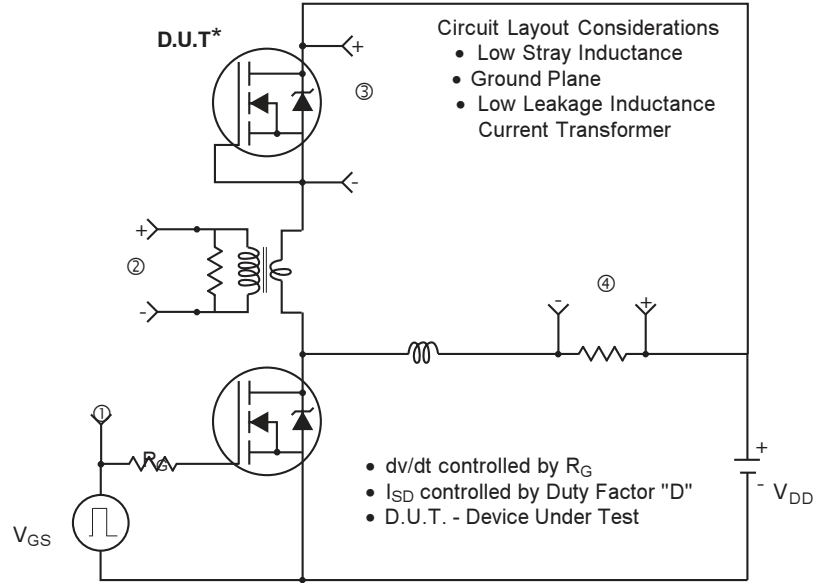 D.U.T*
Circuit Layout Considerations
• Low Stray Inductance
• Ground Plane
• Low Leakage Inductance
Current Transformer
+
③
-
+
②
-
④
-
+
①
RG
+
-
VDD
VGS
• dv/dt controlled by RG
• ISD controlled by Duty Factor "D"
• D.U.T. - Device Under Test